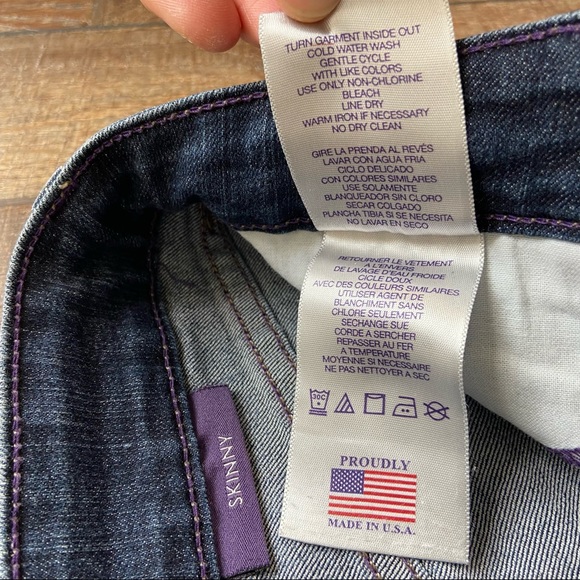 TURN GARMENT INSIDE OUT
COLD WATER WASH
GENTLE CYCLE
WITH LIKE COLORS
USE ONLY NON-CHLORINE
BLEACH
LINE DRY
WARM IRON IF NECESSARY
NO DRY CLEAN
GIRE LA PRENDA AL REVÉS
LAVAR CON AGUA FRIA
CICLO DELICADO
CON COLORES SIMILARES
USE SOLAMENTE
BLANQUEADOR SIN CLORO
SECAR COLGADO
PLANCHA TIBIA SI SE NECESITA
NO LAVAR EN SECO
RETOURNER LE VETEMENT
A L'ENVERS
DE LAVAGE D'EAU FROIDE
CICLE DOUX
AVEC DES COULEURS SIMILAIRES
UTILISER AGENT DE
BLANCHIMENT SANS
CHLORE SEULEMENT
SECHANGE SUE
CORDE A SERCHER
REPASSER AU FER
A TEMPERATURE
MOYENNE SI NECESSAIRE
NE PAS NETTOYER A SEC
30C
PROUDLY
MADE IN U.S.A.
SKINNY